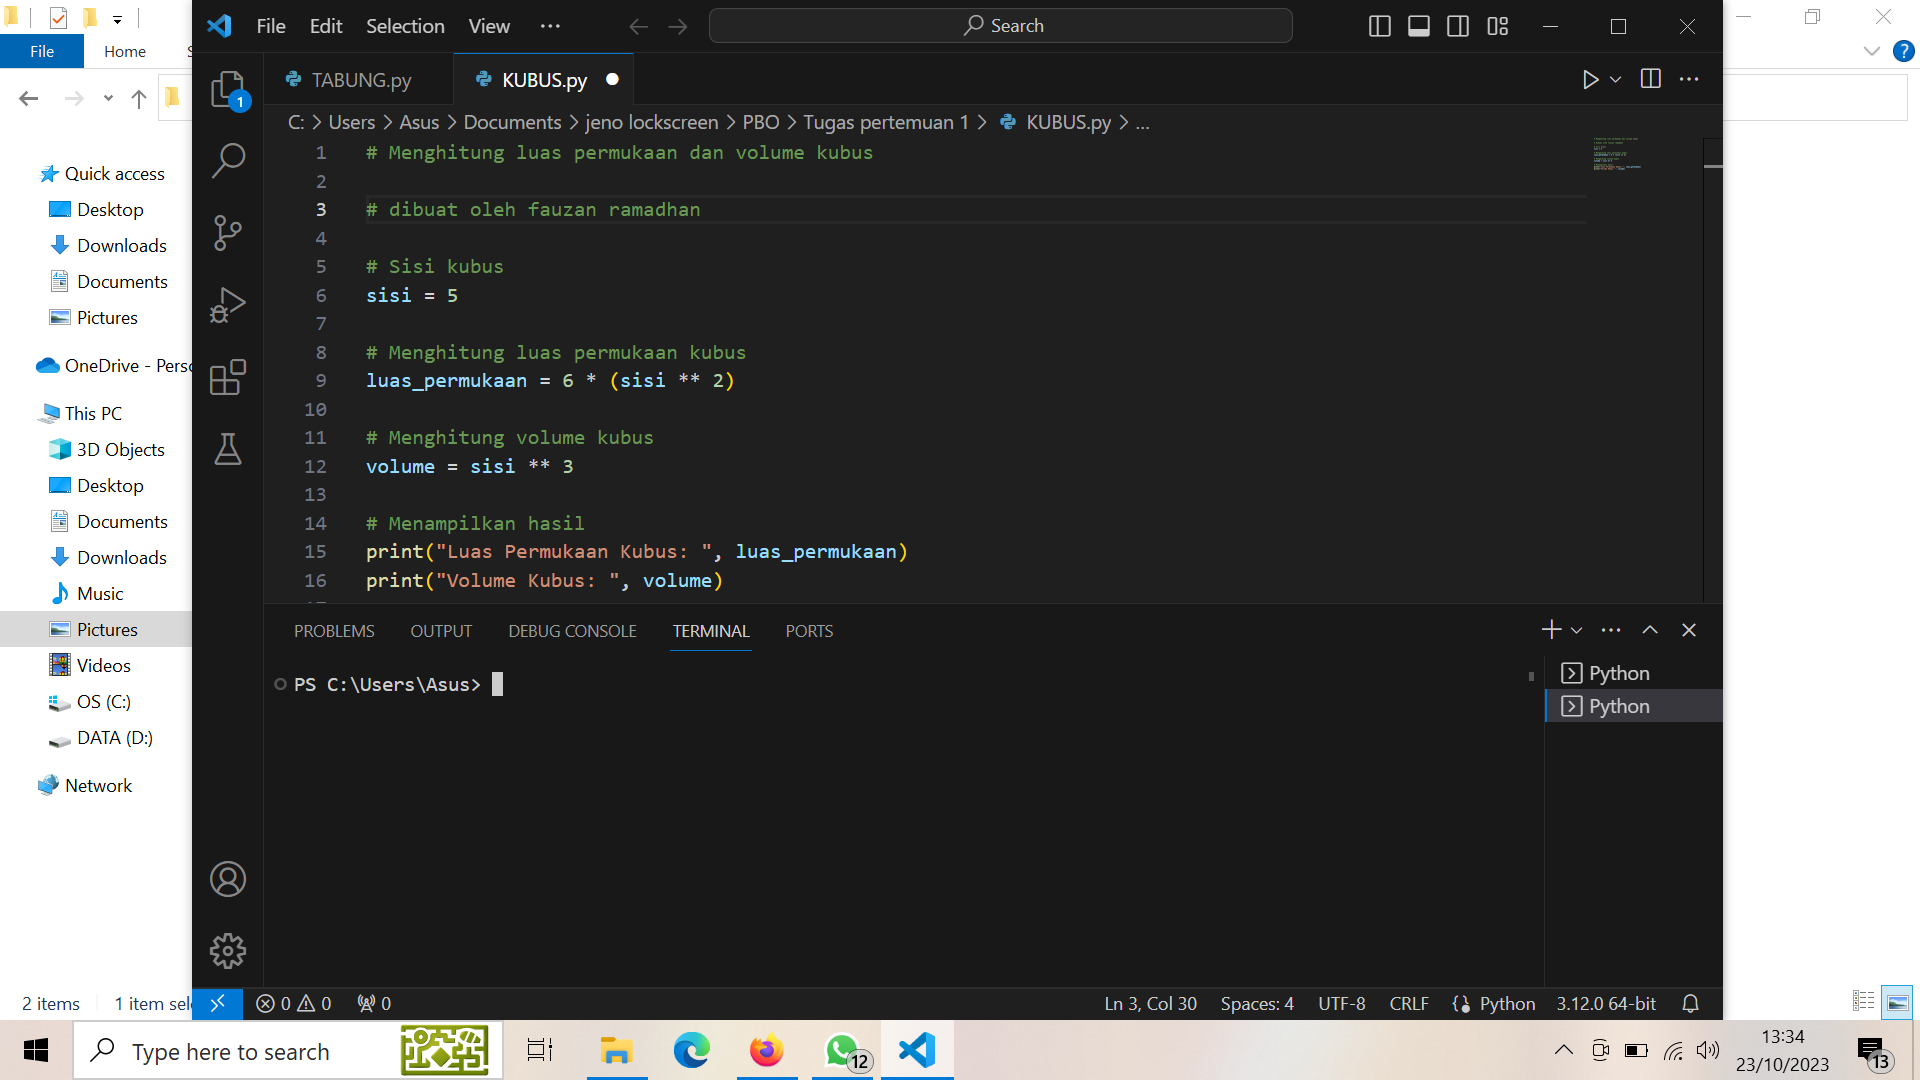 File Edit Selection View ··· Search
File Home
TABUNG.py KUBUS.py
C: > Users > Asus > Documents > jeno lockscreen > PBO > Tugas pertemuan 1 > KUBUS.py > ...
Quick access
Desktop
Downloads
Documents
Pictures
OneDrive - Perso
This PC
3D Objects
Desktop
Documents
Downloads
Music
Pictures
Videos
OS (C:)
DATA (D:)
Network
2 items 1 item sele
1
1 # Menghitung luas permukaan dan volume kubus
2
3 # dibuat oleh fauzan ramadhan
4
5 # Sisi kubus
6 sisi = 5
7
8 # Menghitung luas permukaan kubus
9 luas_permukaan = 6 * (sisi ** 2)
10
11 # Menghitung volume kubus
12 volume = sisi ** 3
13
14 # Menampilkan hasil
15 print("Luas Permukaan Kubus: ", luas_permukaan)
16 print("Volume Kubus: ", volume)
PROBLEMS OUTPUT DEBUG CONSOLE TERMINAL PORTS
PS C:\Users\Asus>
Python
Python
0 0 0 Ln 3, Col 30 Spaces: 4 UTF-8 CRLF Python 3.12.0 64-bit
Type here to search 12 13:34 13
23/10/2023